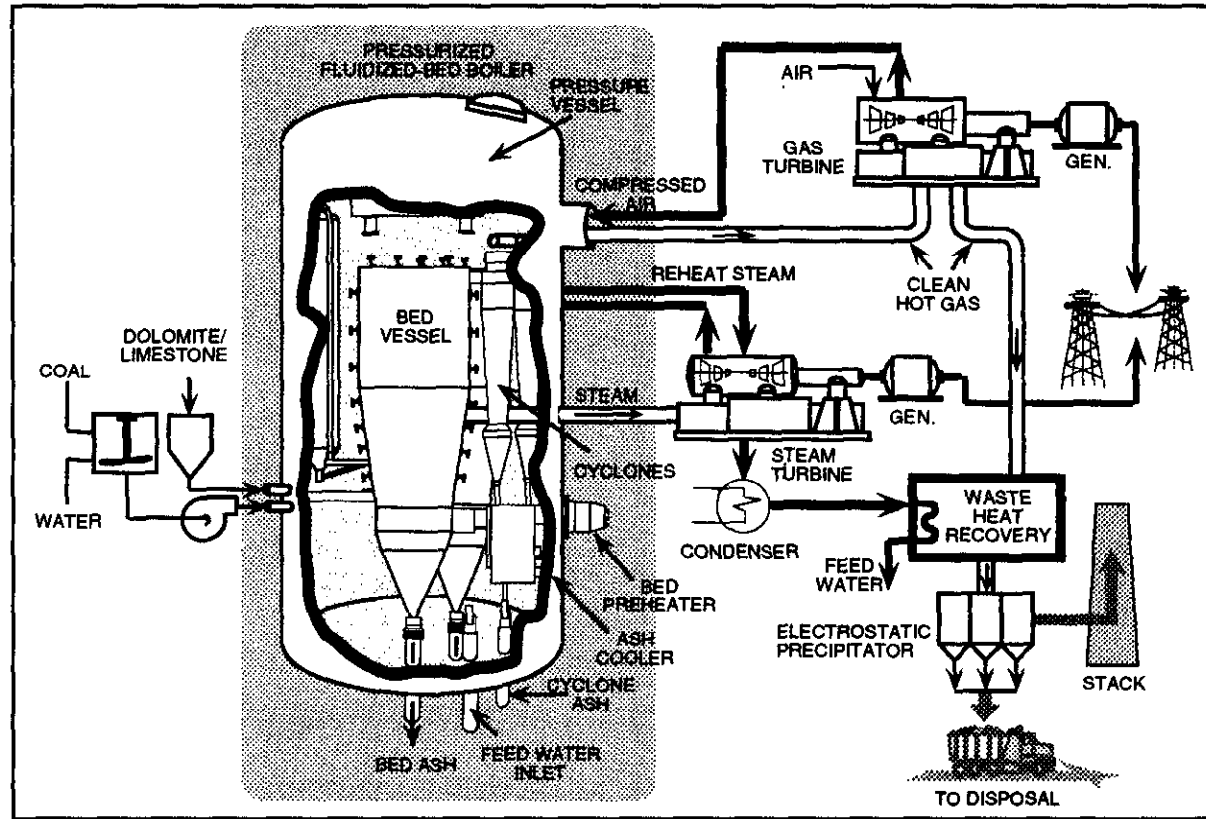 PRESSURIZED
FLUIDIZED-BED BOILER
PRESSURE
VESSEL
AIR
GAS
TURBINE
GEN.
COMPRESSED
AIR
REHEAT STEAM
CLEAN
HOT GAS
BED
VESSEL
DOLOMITE/
LIMESTONE
COAL
STEAM
GEN.
STEAM
TURBINE
CYCLONES
WATER
CONDENSER
WASTE
HEAT
RECOVERY
FEED
WATER
BED
PREHEATER
ASH
COOLER
ELECTROSTATIC
PRECIPITATOR
STACK
CYCLONE
ASH
BED ASH
FEED WATER
INLET
TO DISPOSAL